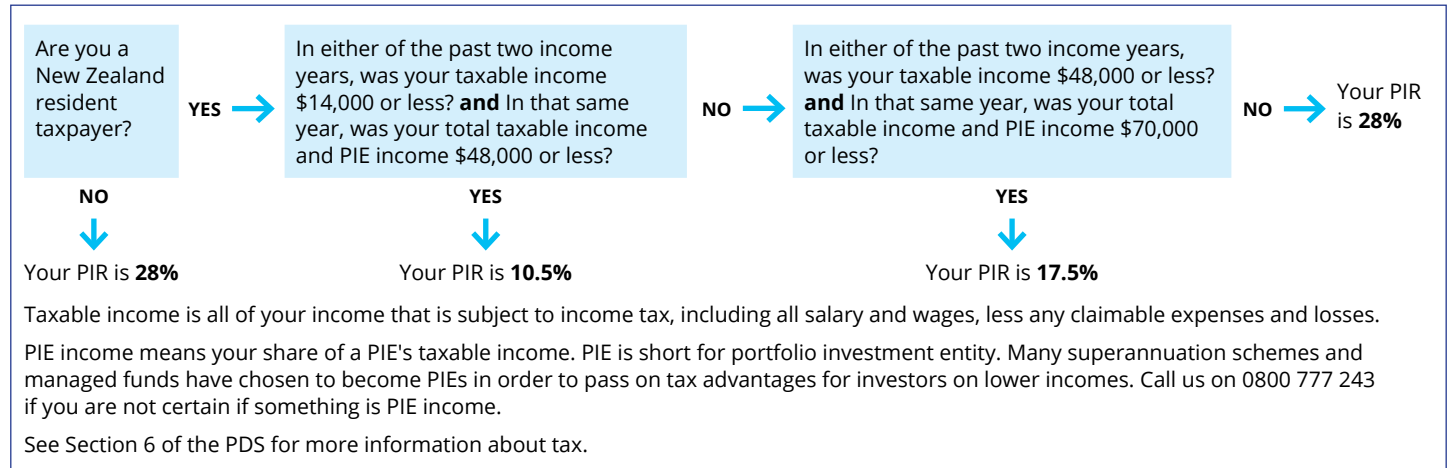 Are you a
New Zealand
resident
taxpayer?
YES
In either of the past two income
years, was your taxable income
$14,000 or less? and In that same
year, was your total taxable income
and PIE income $48,000 or less?
NO
In either of the past two income years,
was your taxable income $48,000 or less?
and In that same year, was your total
taxable income and PIE income $70,000
or less?
NO
Your PIR
is 28%
NO
YES
YES
Your PIR is 28%
Your PIR is 10.5%
Your PIR is 17.5%
Taxable income is all of your income that is subject to income tax, including all salary and wages, less any claimable expenses and losses.
PIE income means your share of a PIE's taxable income. PIE is short for portfolio investment entity. Many superannuation schemes and
managed funds have chosen to become PIEs in order to pass on tax advantages for investors on lower incomes. Call us on 0800 777 243
if you are not certain if something is PIE income.
See Section 6 of the PDS for more information about tax.